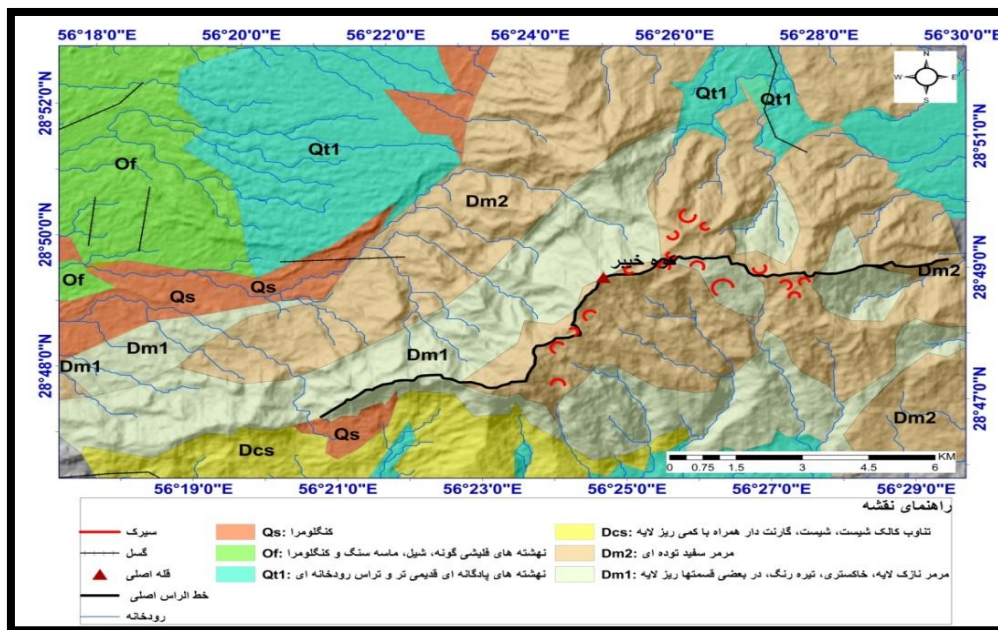 56°18'0"E 56°20'0"E 56°22'0"E 56°24'0"E 56°26'0"E 56°28'0"E 56°30'0"E
28°52'0"N
28°50'0"N
28°48'0"N
28°51'0"N
28°49'0"N
28°47'0"N
N
W E
S
Qt1
Qt1
Of
Qt1
Dm2
کوه خبر
Of
Qs
Qs
Dm2
Dm1
Dm1
Dm1
Dm2
Qs
Dcs
KM
0 0.75 1.5 3 4.5 6
56°19'0"E 56°21'0"E 56°23'0"E 56°25'0"E 56°27'0"E 56°29'0"E
راهنمای نقشه
سیرک
گسل
قله اصلی
خط الراس اصلی
رودخانه
Qs: کنگلومرا
Of: نهشته های فلیشی گونه، شیل، ماسه سنگ و کنگلومرا
Qt1: نهشته های پادگانه ای قدیمی تر و تراس رودخانه ای
Dcs: تناوب کالک شیست، شیست، گارنت دار همراه با کمی ریز لایه
Dm2: مرمر سفید توده ای
Dm1: مرمر نازک لایه، خاکستری، تیره رنگ، در بعضی قسمتها ریز لایه